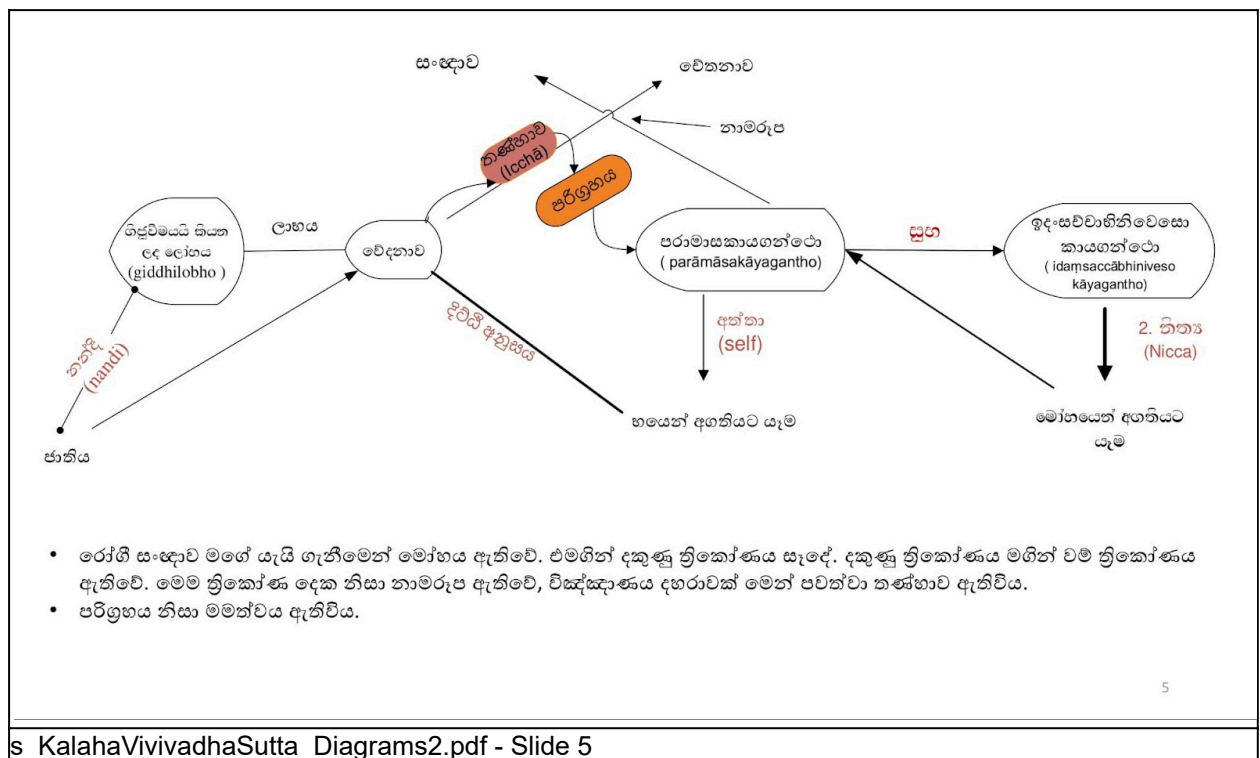 සංඥාව
චේතනාව
නාමරූප
තණ්හාව
(Icchā)
පරිග්‍රහය
ගිජුවීමයයි කියන
ලද ලෝභය
(giddhilobho )
ලාභය
වේදනාව
පරාමාසකායගන්ථො
( parāmāsakāyagantho)
සුභ
ඉදංසච්චාභිනිවෙසො
කායගන්ථො
( idaṃsaccābhiniveso
kāyagantho)
නන්දි
(nandi)
දිට්ඨි අනුසය
අත්තා
(self)
2. නිත්‍ය
(Nicca)
ජාතිය
භයෙන් අගතියට යෑම
මෝහයෙන් අගතියට
යෑම
• රෝගී සංඥාව මගේ යැයි ගැනීමෙන් මෝහය ඇතිවේ. එමගින් දකුණු ත්‍රිකෝණය සෑදේ. දකුණු ත්‍රිකෝණය මගින් වම් ත්‍රිකෝණය
ඇතිවේ. මෙම ත්‍රිකෝණ දෙක නිසා නාමරූප ඇතිවේ, විඤ්ඤාණය දහරාවක් මෙන් පවත්වා තණ්හාව ඇතිවිය.
• පරිග්‍රහය නිසා මමත්වය ඇතිවිය.
5
s KalahaVivivadhaSutta Diagrams2.pdf - Slide 5